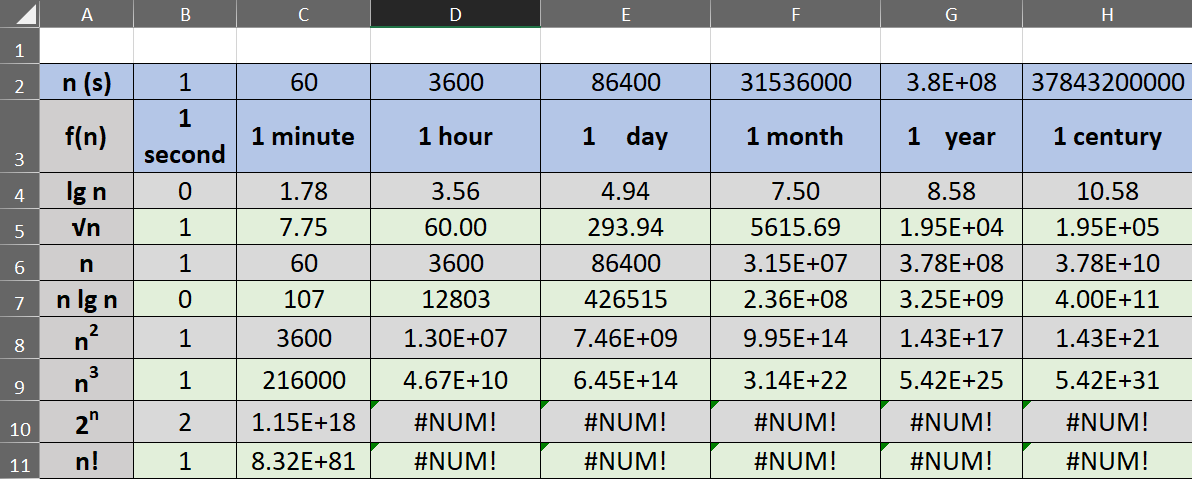 A B C D E F G H
1
2 n (s) 1 60 3600 86400 31536000 3.8E+08 37843200000
3 f(n) 1 second 1 minute 1 hour 1 day 1 month 1 year 1 century
4 lg n 0 1.78 3.56 4.94 7.50 8.58 10.58
5 √n 1 7.75 60.00 293.94 5615.69 1.95E+04 1.95E+05
6 n 1 60 3600 86400 3.15E+07 3.78E+08 3.78E+10
7 n lg n 0 107 12803 426515 2.36E+08 3.25E+09 4.00E+11
8 n² 1 3600 1.30E+07 7.46E+09 9.95E+14 1.43E+17 1.43E+21
9 n³ 1 216000 4.67E+10 6.45E+14 3.14E+22 5.42E+25 5.42E+31
10 2ⁿ 2 1.15E+18 #NUM! #NUM! #NUM! #NUM! #NUM!
11 n! 1 8.32E+81 #NUM! #NUM! #NUM! #NUM! #NUM!